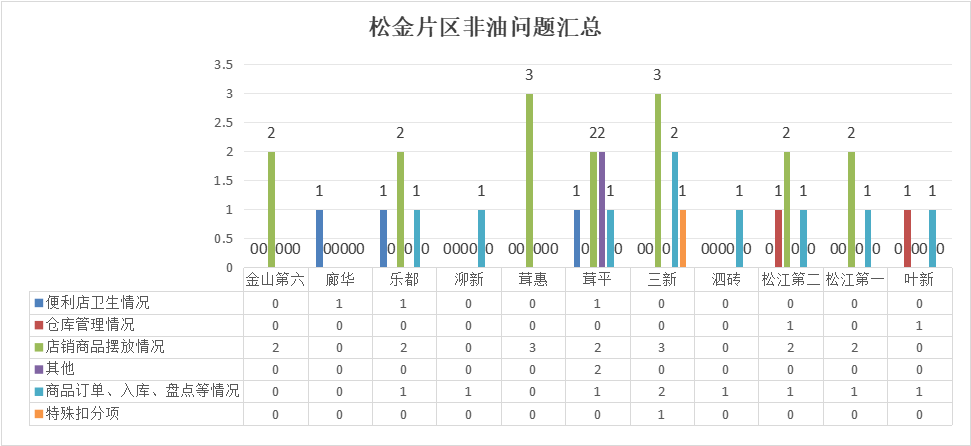 松金片区非油问题汇总
3.5
3
2.5
2
1.5
1
0.5
0
2 1 1 2 1 1 3 1 2 2 1 3 2 1 1 1 2 1 2 1 1 1
金山第六 廊华 乐都 泖新 茸惠 茸平 三新 泗砖 松江第二 松江第一 叶新
便利店卫生情况 0 1 1 0 0 1 0 0 0 0 0
仓库管理情况 0 0 0 0 0 0 0 0 1 0 1
店销商品摆放情况 2 0 2 0 3 2 3 0 2 2 0
其他 0 0 0 0 0 2 0 0 0 0 0
商品订单、入库、盘点等情况 0 0 1 1 0 1 2 1 1 1 1
特殊扣分项 0 0 0 0 0 0 1 0 0 0 0